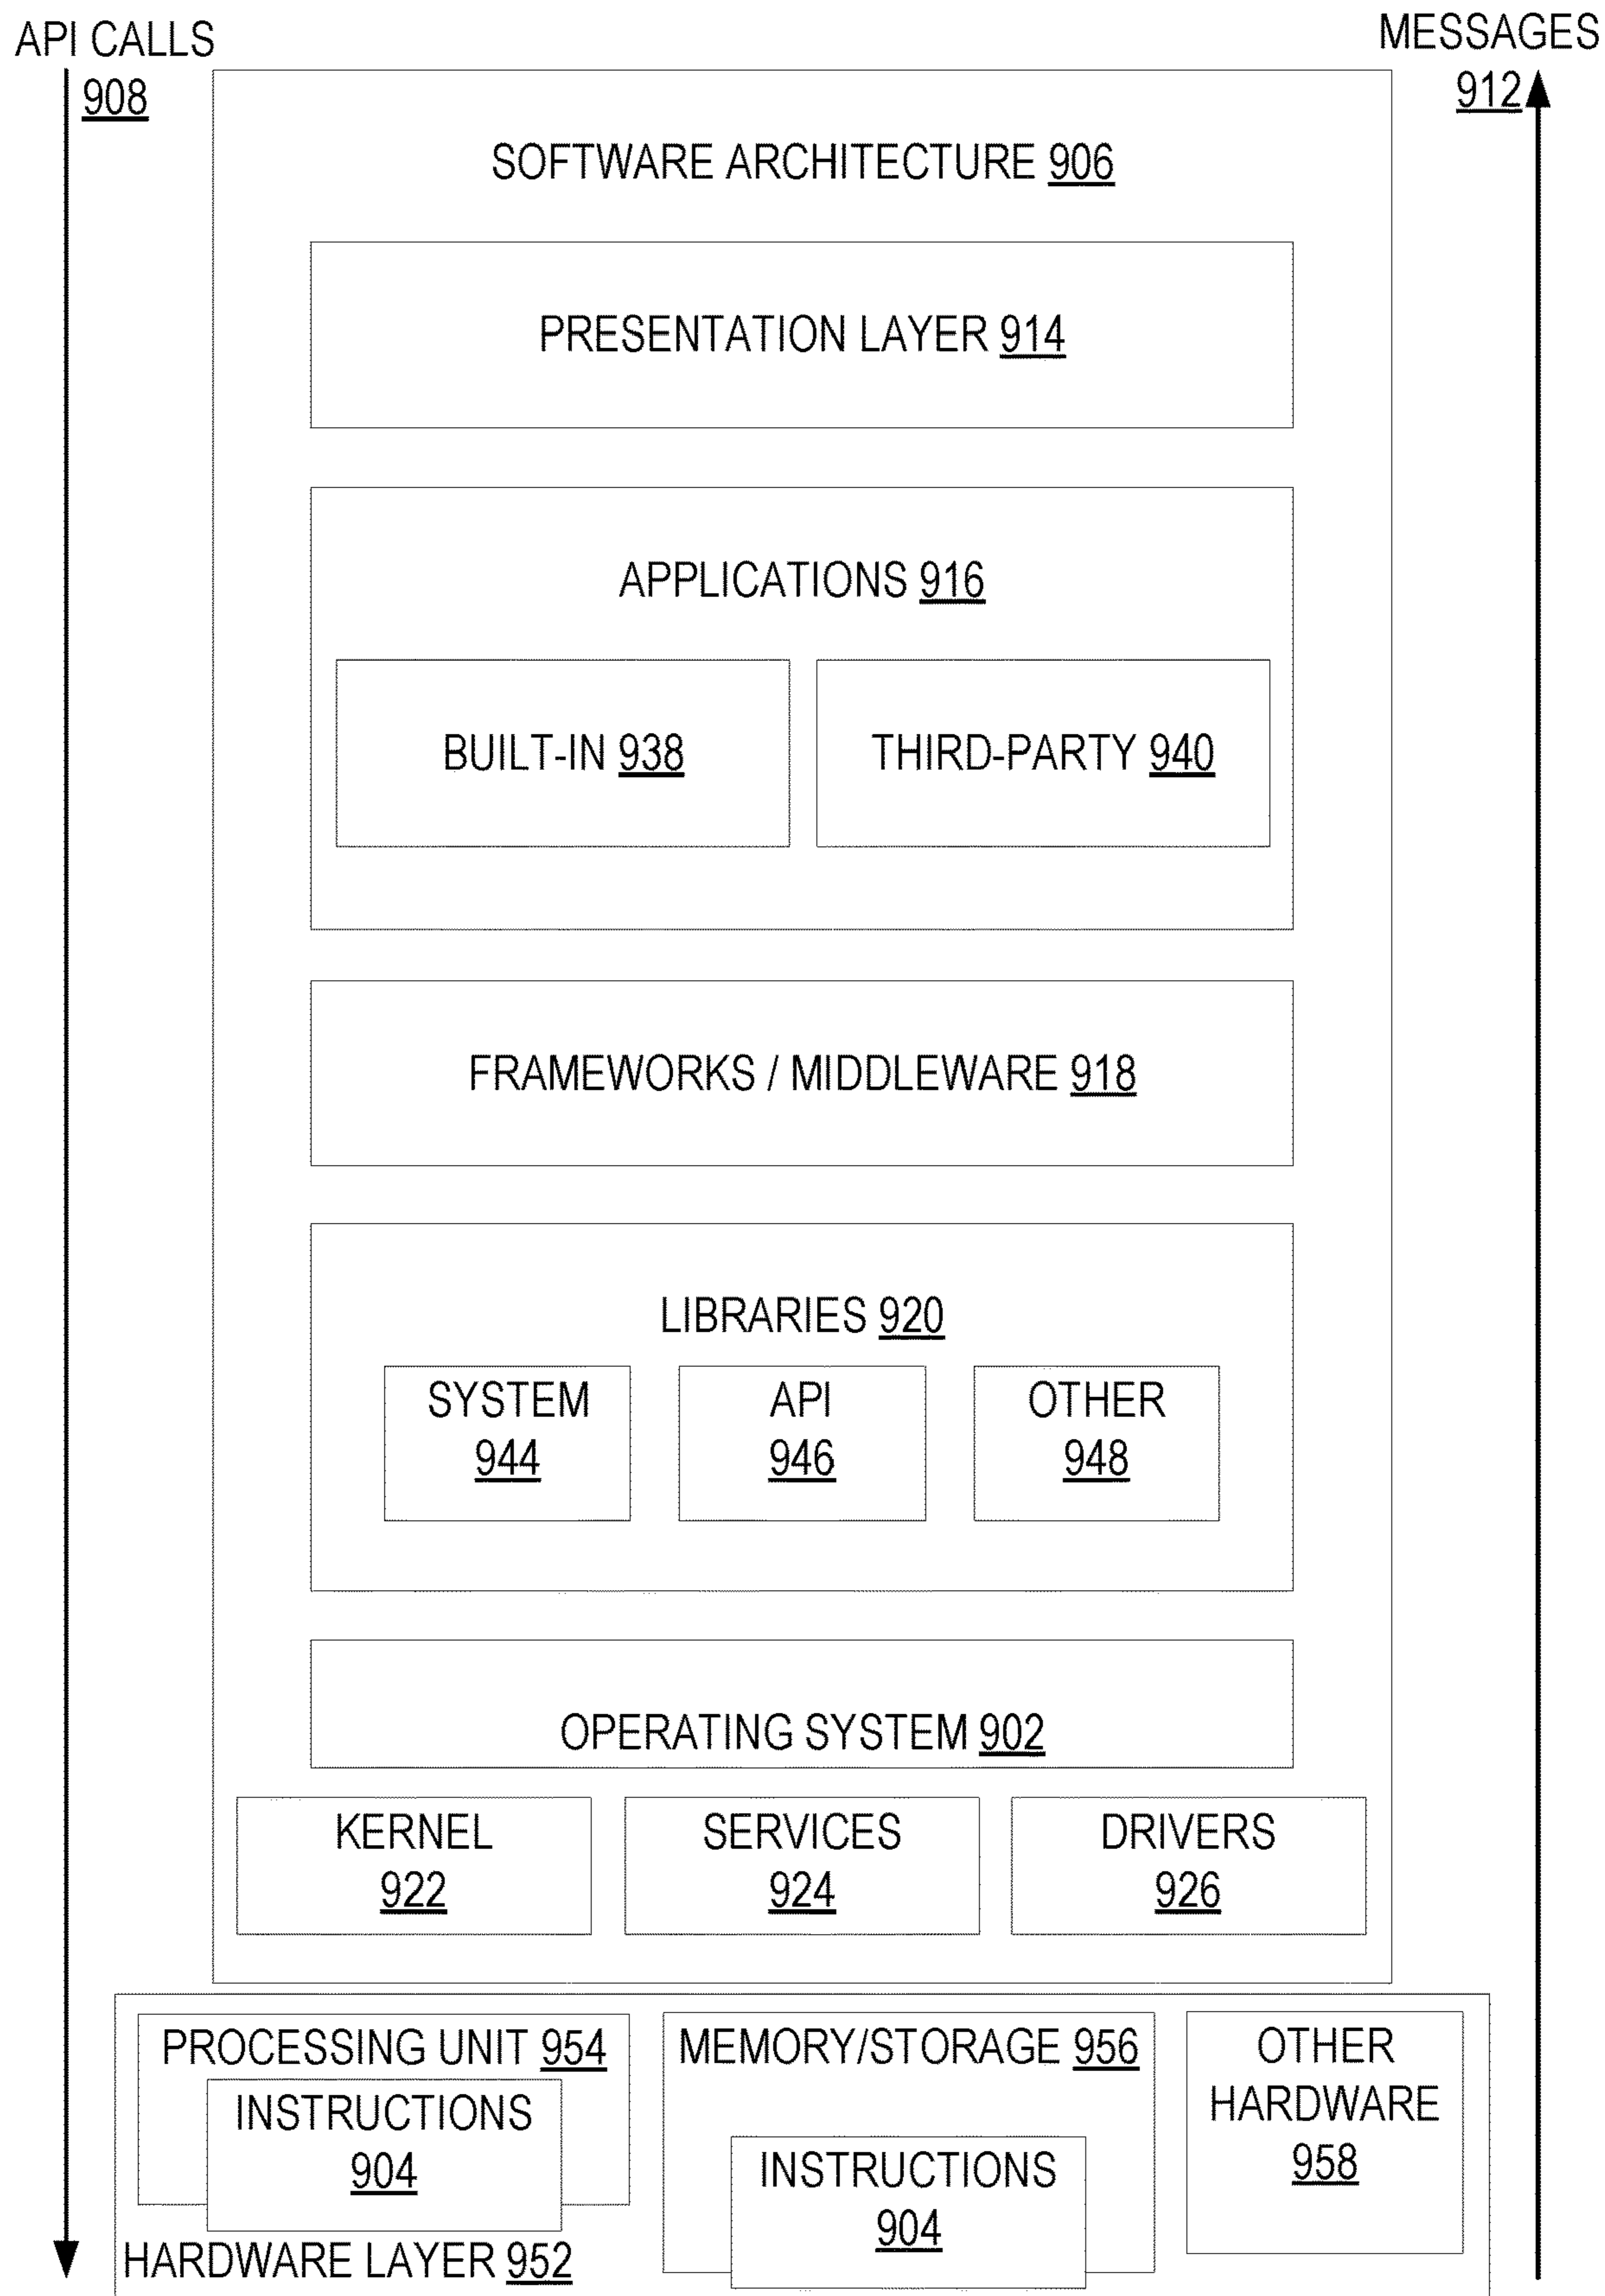 API CALLS
908
MESSAGES
912
SOFTWARE ARCHITECTURE 906
PRESENTATION LAYER 914
APPLICATIONS 916
BUILT-IN 938
THIRD-PARTY 940
FRAMEWORKS / MIDDLEWARE 918
LIBRARIES 920
SYSTEM
944
API
946
OTHER
948
OPERATING SYSTEM 902
KERNEL
922
SERVICES
924
DRIVERS
926
PROCESSING UNIT 954
INSTRUCTIONS
904
MEMORY/STORAGE 956
INSTRUCTIONS
904
OTHER
HARDWARE
958
HARDWARE LAYER 952